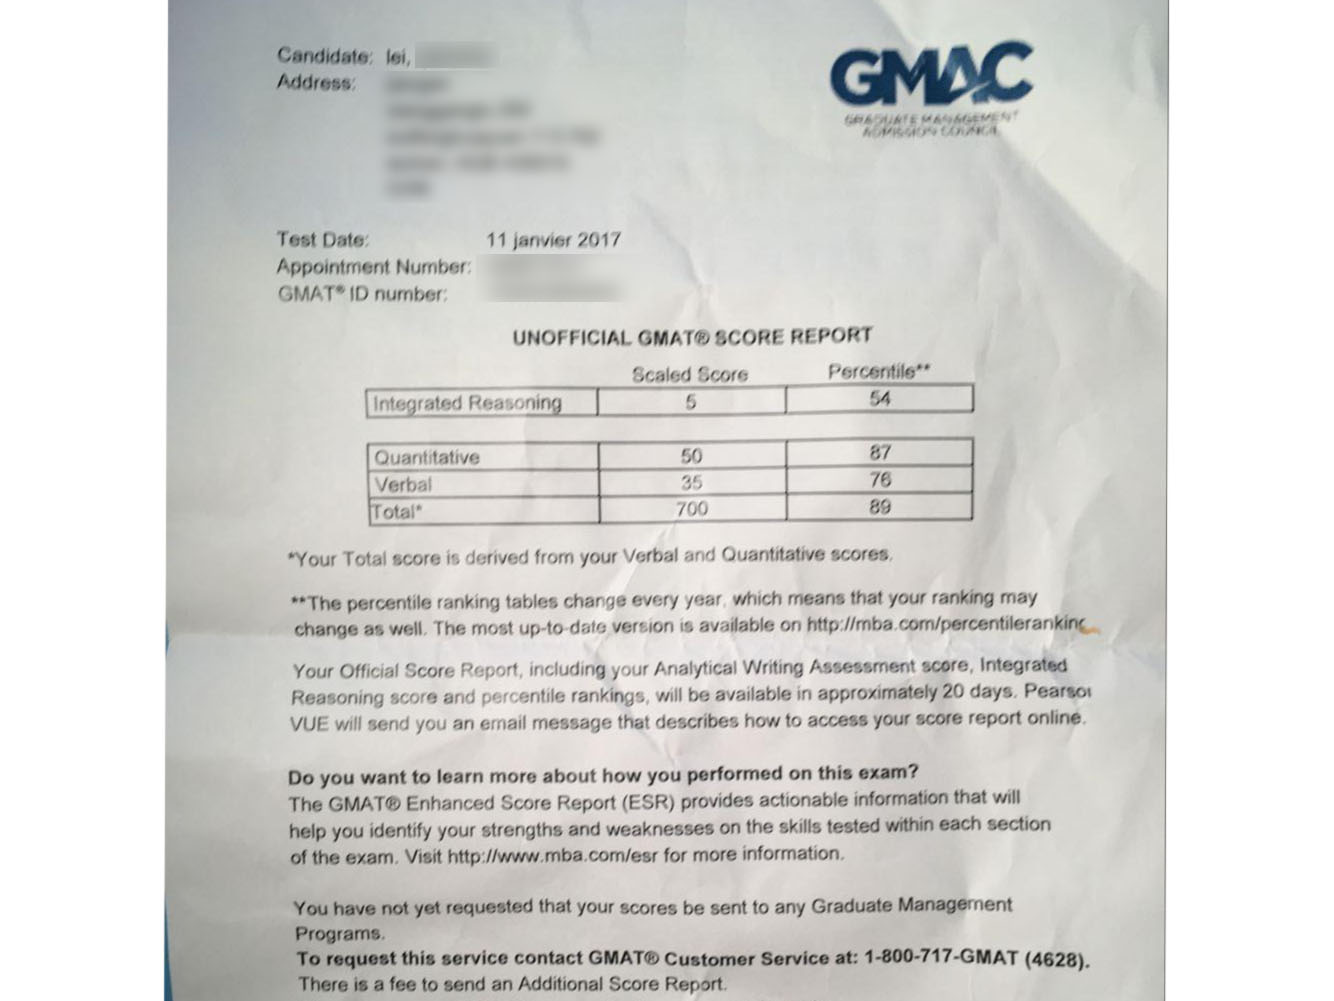 Candidate: lei,
GMAC
Address:
GRADUATE MANAGEMENT
ADMISSION COUNCIL
Test Date: 11 janvier 2017
Appointment Number:
GMAT® ID number:
UNOFFICIAL GMAT® SCORE REPORT
Scaled Score Percentile**
Integrated Reasoning 5 54
Quantitative 50 87
Verbal 35 76
Total* 700 89
*Your Total score is derived from your Verbal and Quantitative scores.
**The percentile ranking tables change every year, which means that your ranking may
change as well. The most up-to-date version is available on http://mba.com/percentileranking
Your Official Score Report, including your Analytical Writing Assessment score, Integrated
Reasoning score and percentile rankings, will be available in approximately 20 days. Pearson
VUE will send you an email message that describes how to access your score report online.
Do you want to learn more about how you performed on this exam?
The GMAT® Enhanced Score Report (ESR) provides actionable information that will
help you identify your strengths and weaknesses on the skills tested within each section
of the exam. Visit http://www.mba.com/esr for more information.
You have not yet requested that your scores be sent to any Graduate Management
Programs.
To request this service contact GMAT® Customer Service at: 1-800-717-GMAT (4628).
There is a fee to send an Additional Score Report.